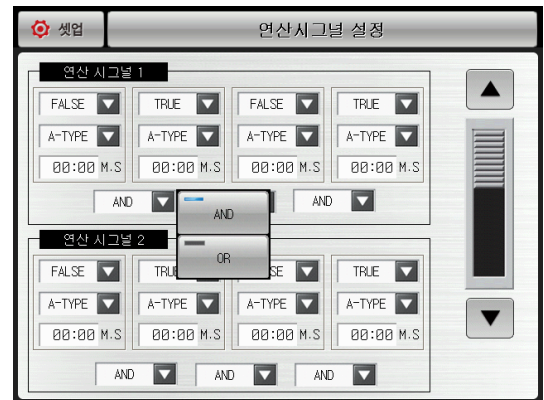 셋업 연산시그널 설정
연산 시그널 1
FALSE TRUE FALSE TRUE
A-TYPE A-TYPE A-TYPE A-TYPE
00:00 M.S 00:00 M.S 00:00 M.S 00:00 M.S
AND AND AND
OR
연산 시그널 2
FALSE TRUE SE TRUE
A-TYPE A-TYPE A-TYPE A-TYPE
00:00 M.S 00:00 M.S 00:00 M.S 00:00 M.S
AND AND AND